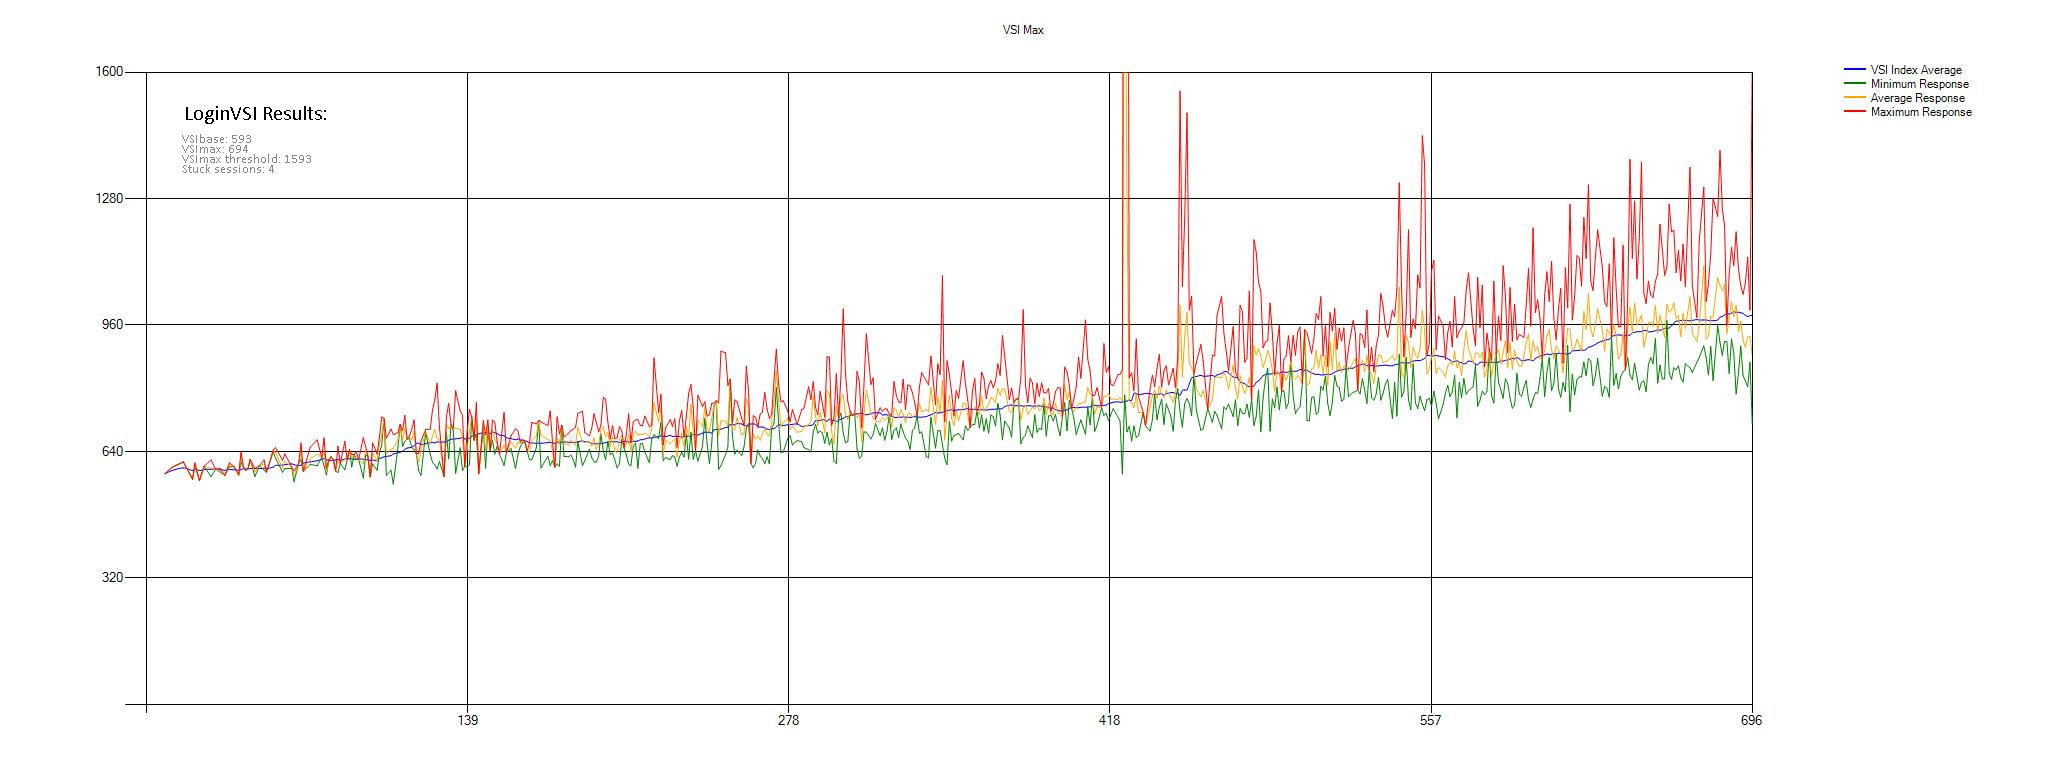 VSI Max
1600
1280
960
640
320
LoginVSI Results:
VSIbase: 593
VSImax: 694
VSImax threshold: 1593
Stuck sessions: 4
139
278
418
557
696
VSI Index Average
Minimum Response
Average Response
Maximum Response